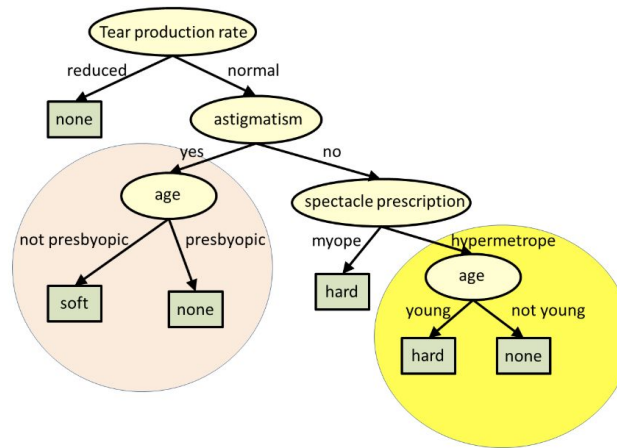 Tear production rate
reduced
normal
none
astigmatism
yes
no
age
spectacle prescription
not presbyopic
presbyopic
myope
hypermetrope
age
soft
none
hard
young
not young
hard
none